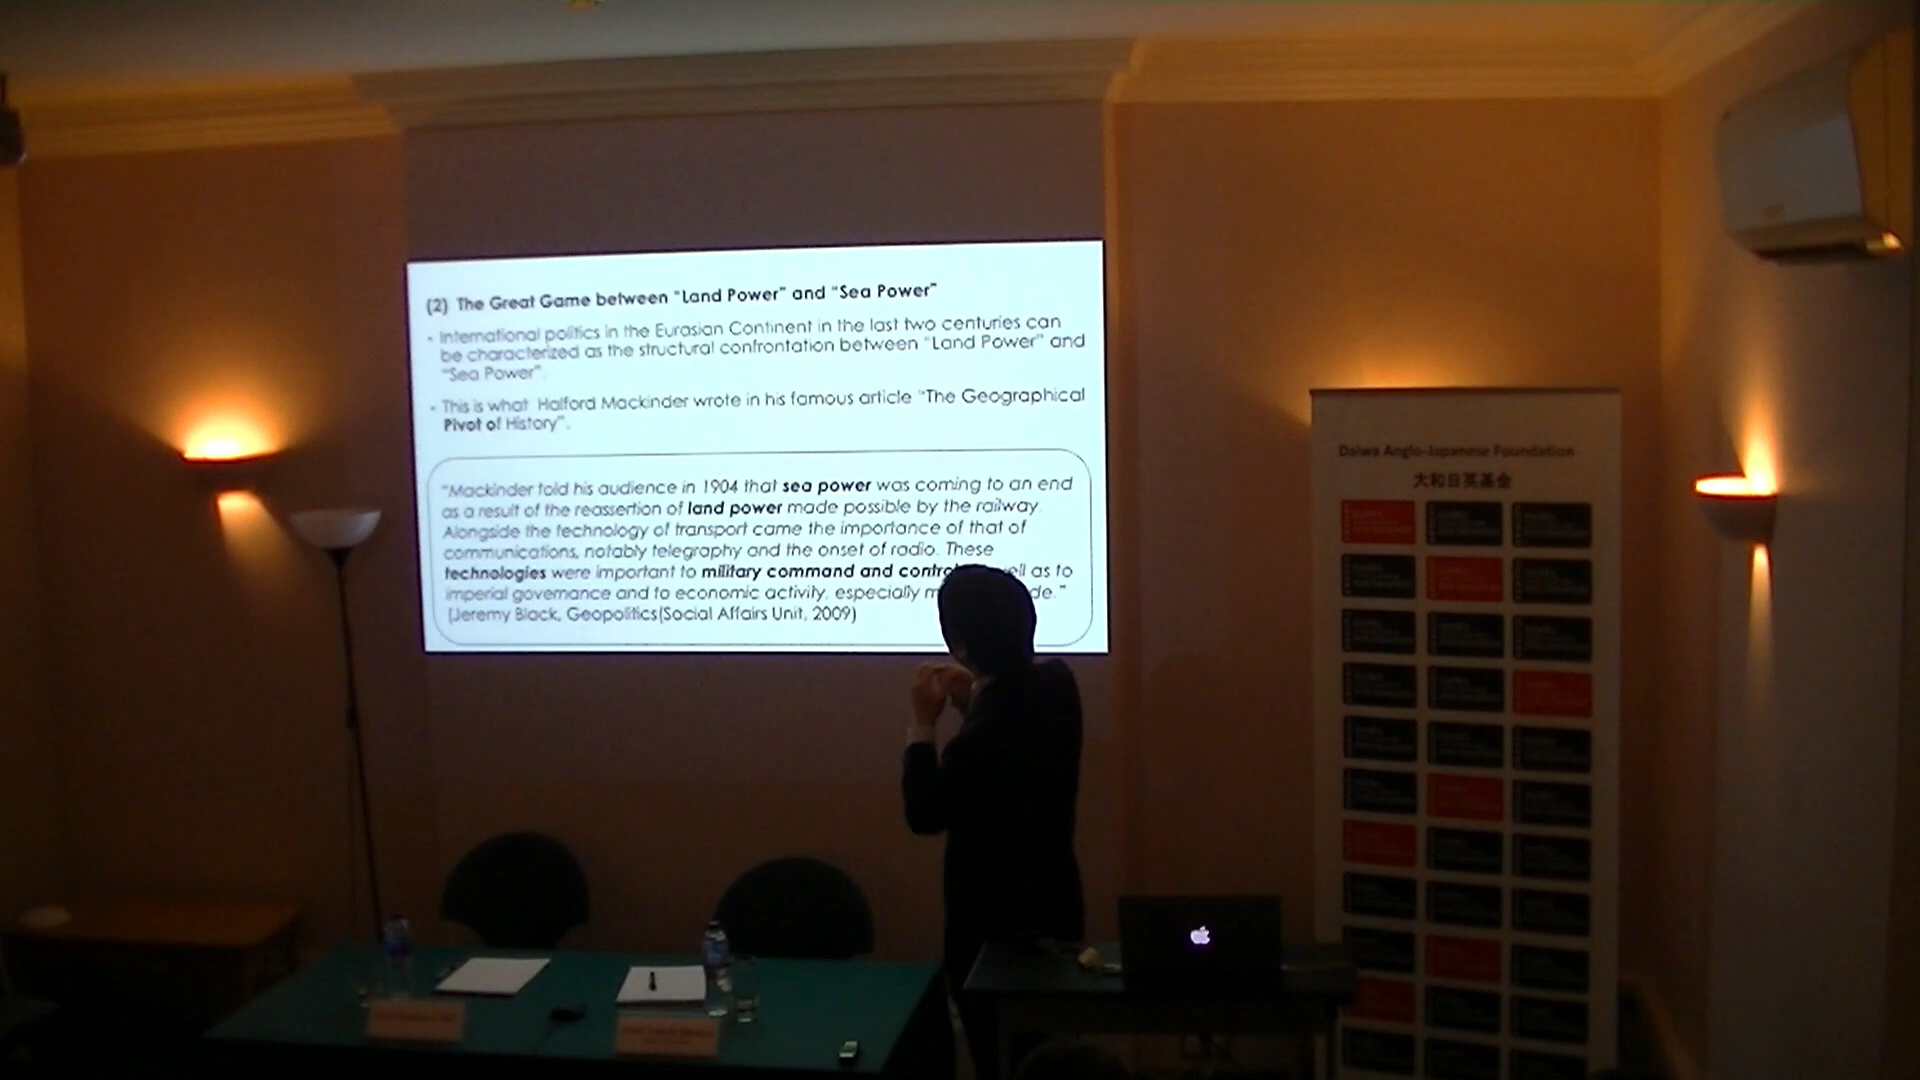 (2) The Great Game between “Land Power” and “Sea Power”
- International politics in the Eurasian Continent in the last two centuries can
be characterized as the structural confrontation between “Land Power” and
“Sea Power”.
- This is what Halford Mackinder wrote in his famous article “The Geographical
Pivot of History”.
“Mackinder told his audience in 1904 that sea power was coming to an end
as a result of the reassertion of land power made possible by the railway.
Alongside the technology of transport came the importance of that of
communications, notably telegraphy and the onset of radio. These
technologies were important to military command and control as to
imperial governance and to economic activity, especially
(Jeremy Black, Geopolitics(Social Affairs Unit, 2009)
Daiwa Anglo-Japanese Foundation
大和日英基金